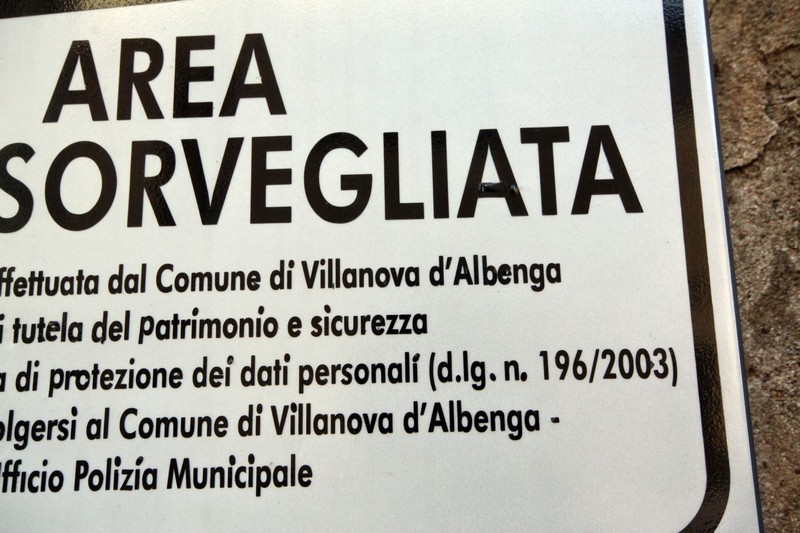 AREA
SORVEGLIATA
ffettuata dal Comune di Villanova d'Albenga
i tutela del patrimonio e sicurezza
a di protezione dei dati personali (d.lg. n. 196/2003)
olgersi al Comune di Villanova d'Albenga -
fficio Polizia Municipale